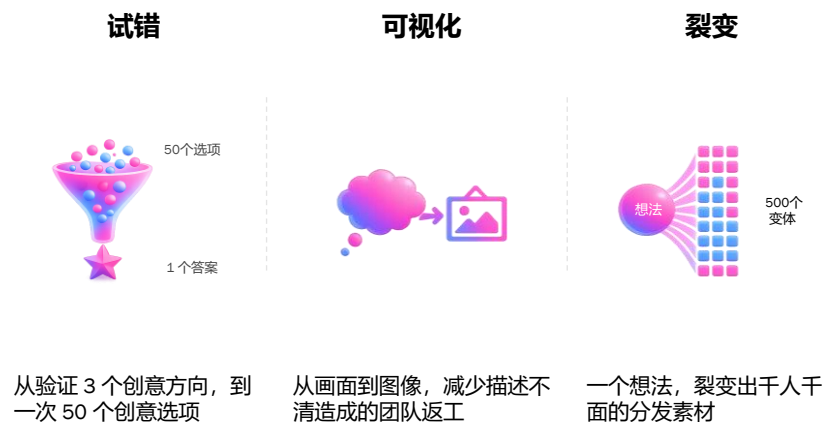 试错
可视化
裂变
50个选项
1 个答案
想法
500个
变体
从验证 3 个创意方向，到
一次 50 个创意选项
从画面到图像，减少描述不
清造成的团队返工
一个想法，裂变出千人千
面的分发素材